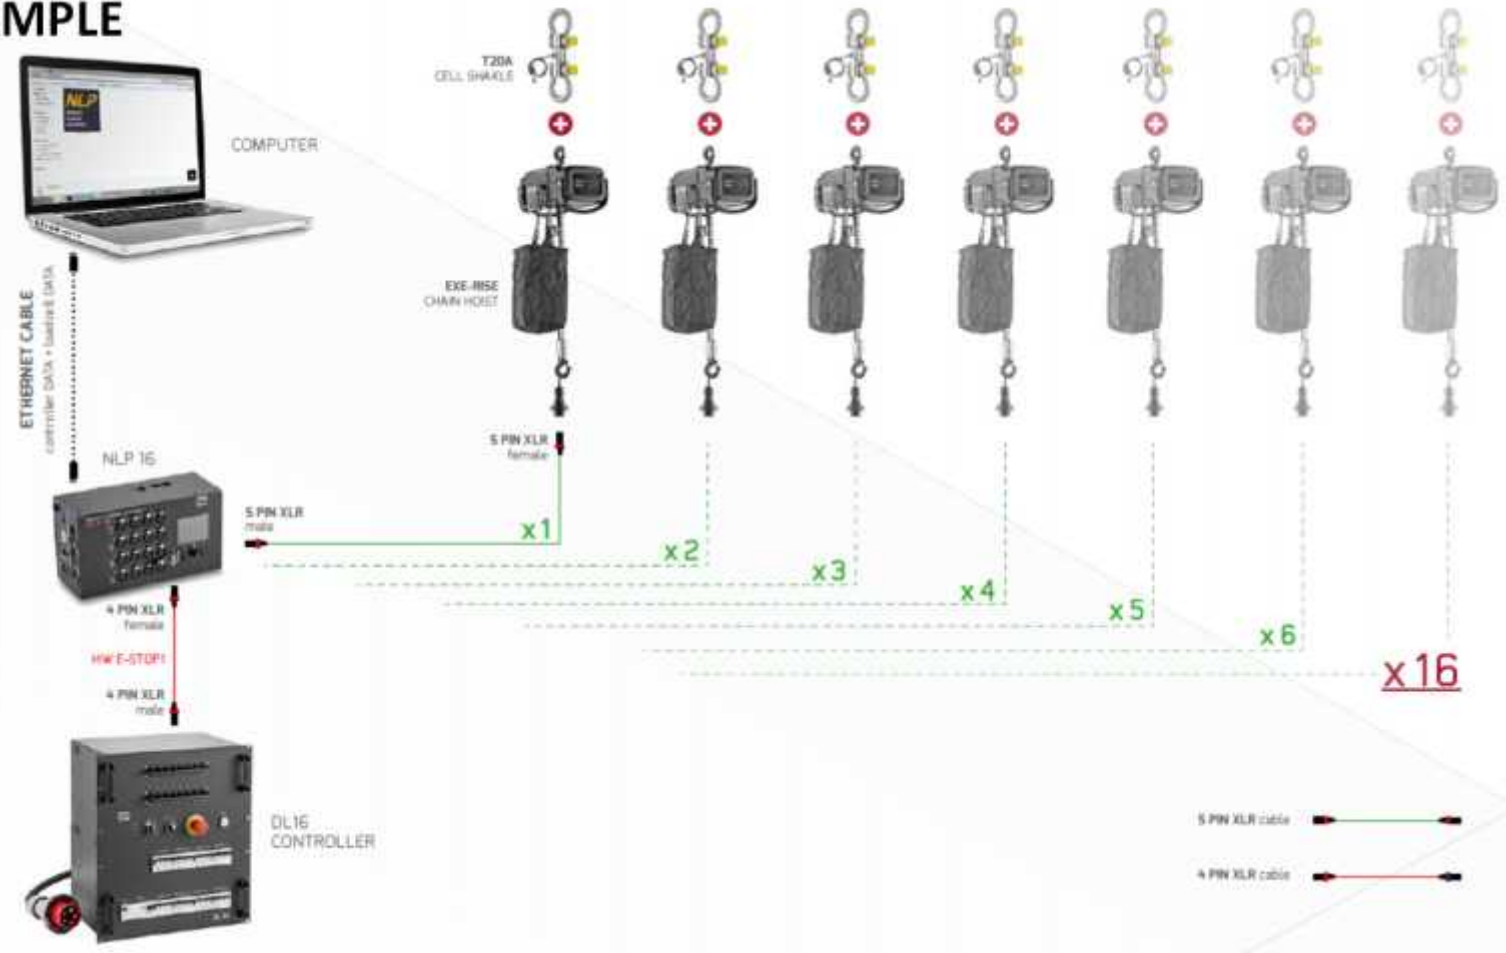 MPLE
NLP
COMPUTER
T20A
CELL SHAKLE
EXE-RISE
CHAIN HOIST
ETHERNET CABLE
controller DATA + loadcell DATA
NLP 16
5 PIN XLR
male
5 PIN XLR
female
x1
x2
x3
x4
x5
x6
x16
4 PIN XLR
female
HW E-STOP!
4 PIN XLR
male
DL16
CONTROLLER
5 PIN XLR cable
4 PIN XLR cable